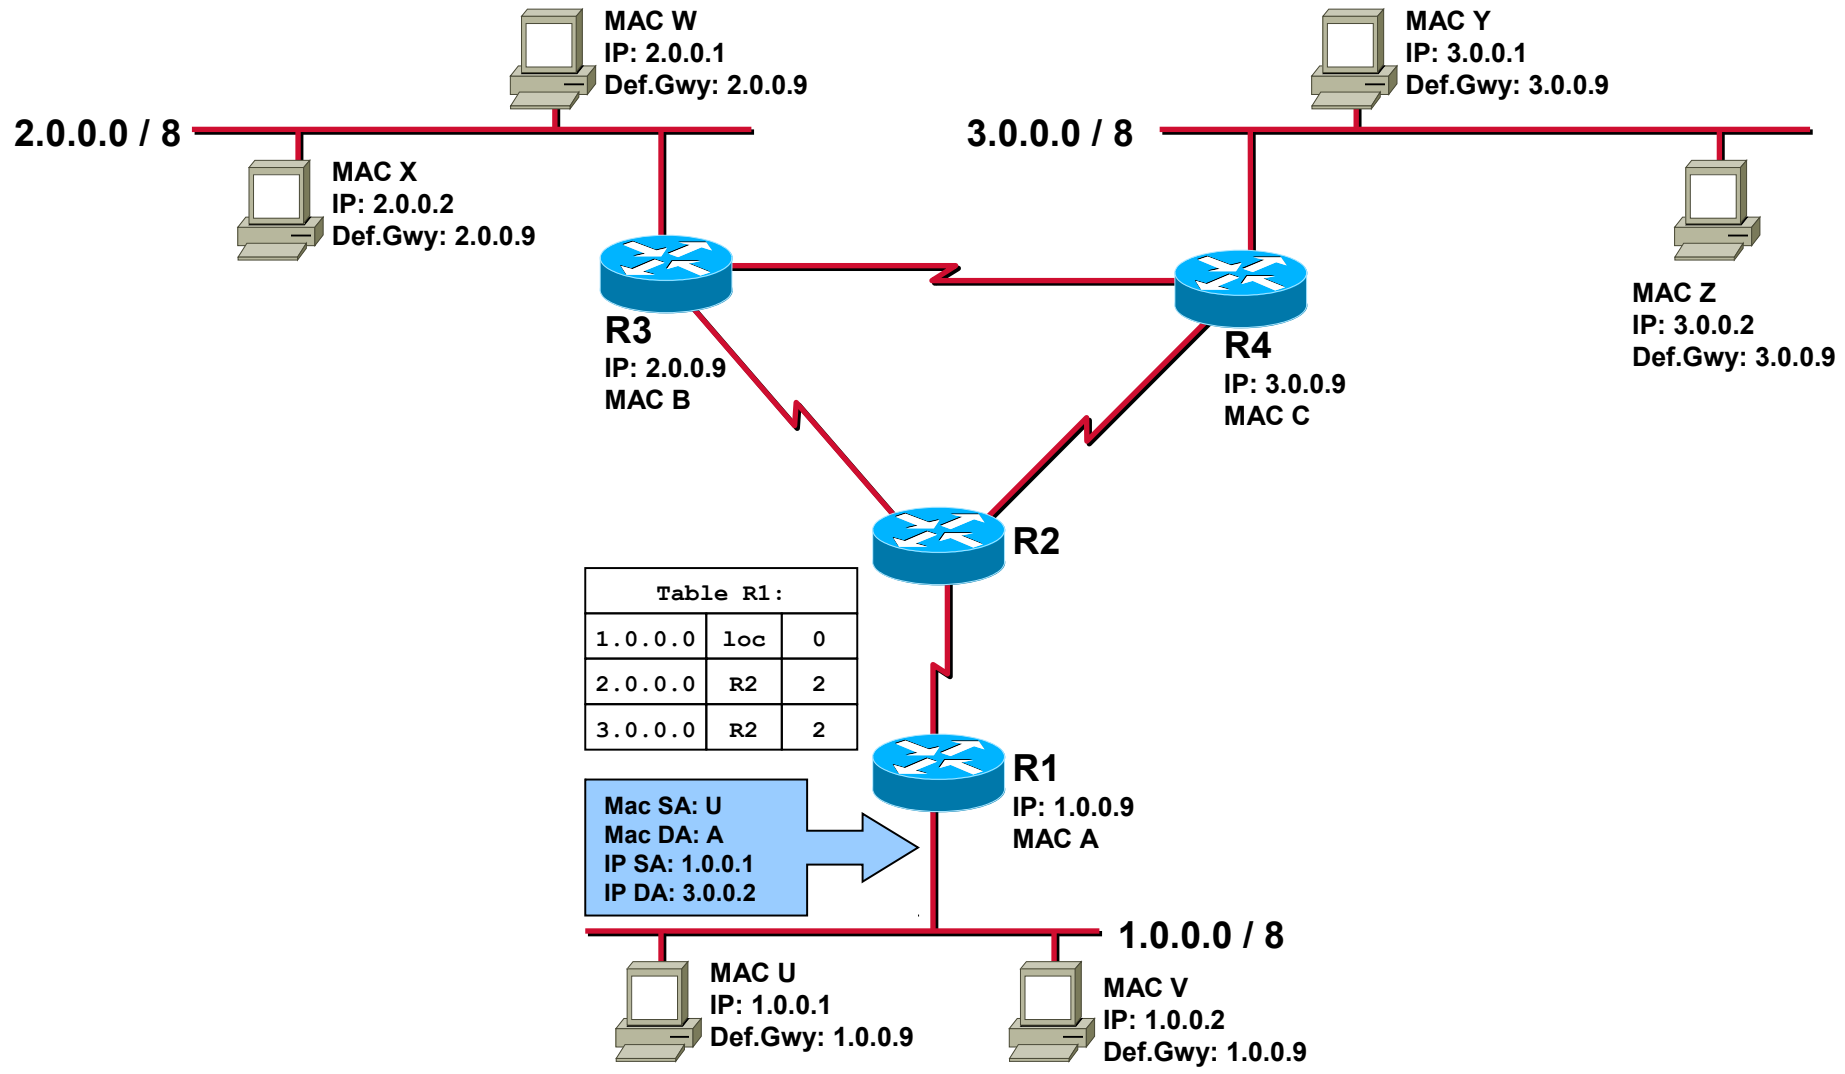 MAC W
IP: 2.0.0.1
Def.Gwy: 2.0.0.9
MAC Y
IP: 3.0.0.1
Def.Gwy: 3.0.0.9
2.0.0.0 / 8
3.0.0.0 / 8
MAC X
IP: 2.0.0.2
Def.Gwy: 2.0.0.9
MAC Z
IP: 3.0.0.2
Def.Gwy: 3.0.0.9
R3
IP: 2.0.0.9
MAC B
R4
IP: 3.0.0.9
MAC C
R2
Table R1:
1.0.0.0 loc 0
2.0.0.0 R2 2
3.0.0.0 R2 2
R1
IP: 1.0.0.9
MAC A
Mac SA: U
Mac DA: A
IP SA: 1.0.0.1
IP DA: 3.0.0.2
1.0.0.0 / 8
MAC U
IP: 1.0.0.1
Def.Gwy: 1.0.0.9
MAC V
IP: 1.0.0.2
Def.Gwy: 1.0.0.9